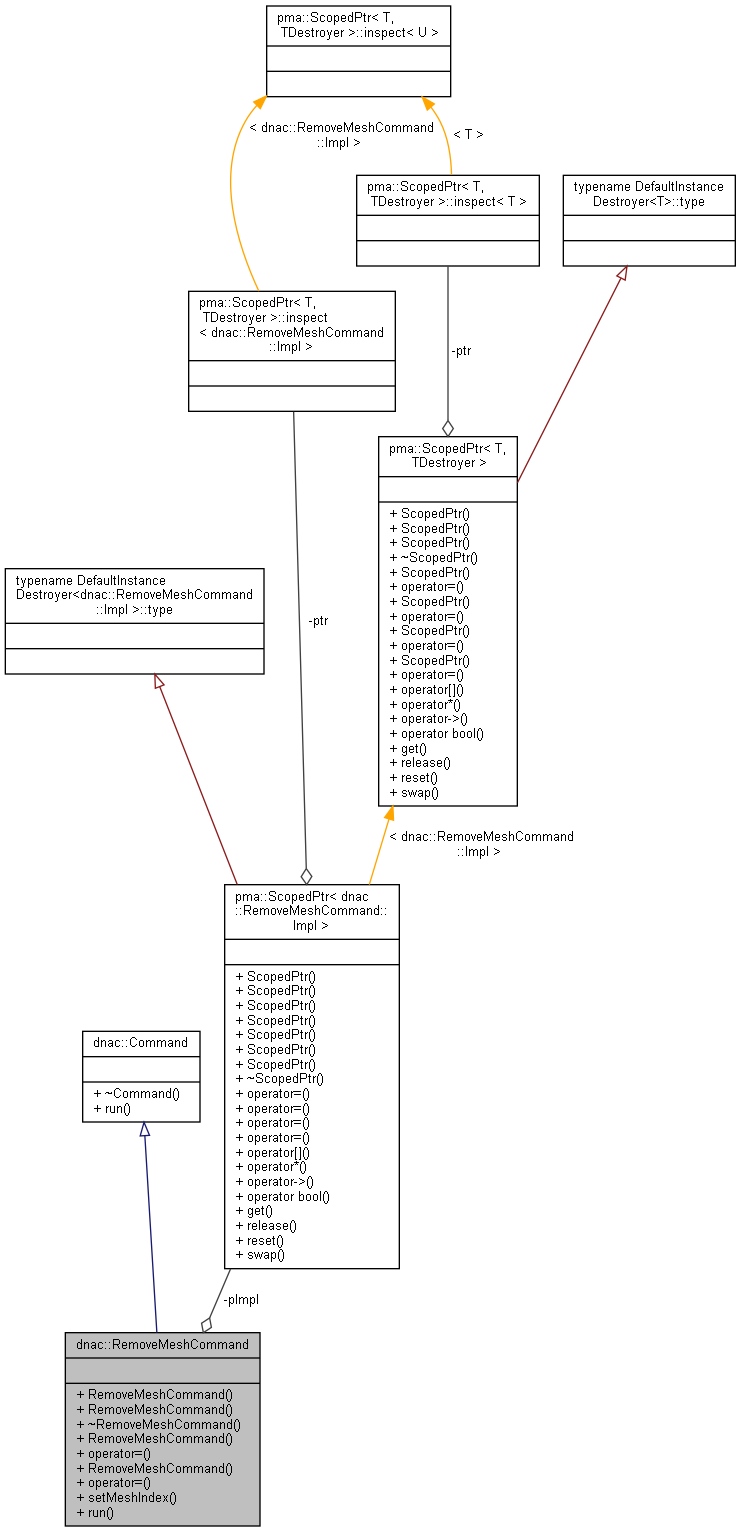 pma::ScopedPtr< T,
TDestroyer >::inspect< U >
< dnac::RemoveMeshCommand
::Impl >
< T >
pma::ScopedPtr< T,
TDestroyer >::inspect< T >
typename DefaultInstance
Destroyer<T>::type
pma::ScopedPtr< T,
TDestroyer >::inspect
< dnac::RemoveMeshCommand
::Impl >
-ptr
pma::ScopedPtr< T,
TDestroyer >
+ ScopedPtr()
+ ScopedPtr()
+ ScopedPtr()
+ ~ScopedPtr()
+ ScopedPtr()
+ operator=()
+ ScopedPtr()
+ operator=()
+ ScopedPtr()
+ operator=()
+ ScopedPtr()
+ operator=()
+ operator[]()
+ operator*()
+ operator->()
+ operator bool()
+ get()
+ release()
+ reset()
+ swap()
typename DefaultInstance
Destroyer<dnac::RemoveMeshCommand
::Impl >::type
-ptr
< dnac::RemoveMeshCommand
::Impl >
pma::ScopedPtr< dnac
::RemoveMeshCommand::
Impl >
+ ScopedPtr()
+ ScopedPtr()
+ ScopedPtr()
+ ScopedPtr()
+ ScopedPtr()
+ ScopedPtr()
+ ScopedPtr()
+ ~ScopedPtr()
+ operator=()
+ operator=()
+ operator=()
+ operator=()
+ operator[]()
+ operator*()
+ operator->()
+ operator bool()
+ get()
+ release()
+ reset()
+ swap()
dnac::Command
+ ~Command()
+ run()
-pImpl
dnac::RemoveMeshCommand
+ RemoveMeshCommand()
+ RemoveMeshCommand()
+ ~RemoveMeshCommand()
+ RemoveMeshCommand()
+ operator=()
+ RemoveMeshCommand()
+ operator=()
+ setMeshIndex()
+ run()